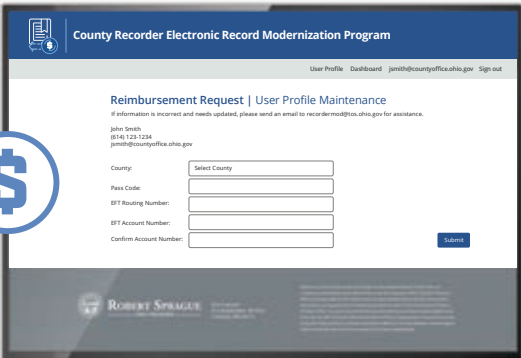 County Recorder Electronic Record Modernization Program
User Profile Dashboard jsmith@countyoffice.ohio.gov Sign out
Reimbursement Request | User Profile Maintenance
If information is incorrect and needs updated, please send an email to recordermod@tos.ohio.gov for assistance.
John Smith
(614) 123-1234
jsmith@countyoffice.ohio.gov
County: Select County
Pass Code:
EFT Routing Number:
EFT Account Number:
Confirm Account Number:
Submit
$
$
ROBERT SPRAGUE